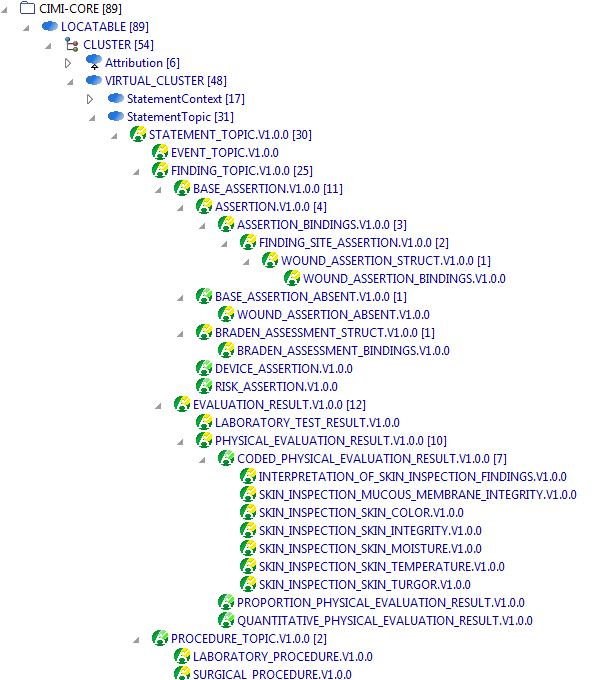 CIMI-CORE [89]
LOCATABLE [89]
CLUSTER [54]
Attribution [6]
VIRTUAL_CLUSTER [48]
StatementContext [17]
StatementTopic [31]
STATEMENT_TOPIC.V1.0.0 [30]
EVENT_TOPIC.V1.0.0
FINDING_TOPIC.V1.0.0 [25]
BASE_ASSERTION.V1.0.0 [11]
ASSERTION.V1.0.0 [4]
ASSERTION_BINDINGS.V1.0.0 [3]
FINDING_SITE_ASSERTION.V1.0.0 [2]
WOUND_ASSERTION_STRUCT.V1.0.0 [1]
WOUND_ASSERTION_BINDINGS.V1.0.0
BASE_ASSERTION_ABSENT.V1.0.0 [1]
WOUND_ASSERTION_ABSENT.V1.0.0
BRADEN_ASSESSMENT_STRUCT.V1.0.0 [1]
BRADEN_ASSESSMENT_BINDINGS.V1.0.0
DEVICE_ASSERTION.V1.0.0
RISK_ASSERTION.V1.0.0
EVALUATION_RESULT.V1.0.0 [12]
LABORATORY_TEST_RESULT.V1.0.0
PHYSICAL_EVALUATION_RESULT.V1.0.0 [10]
CODED_PHYSICAL_EVALUATION_RESULT.V1.0.0 [7]
INTERPRETATION_OF_SKIN_INSPECTION_FINDINGS.V1.0.0
SKIN_INSPECTION_MUCOUS_MEMBRANE_INTEGRITY.V1.0.0
SKIN_INSPECTION_SKIN_COLOR.V1.0.0
SKIN_INSPECTION_SKIN_INTEGRITY.V1.0.0
SKIN_INSPECTION_SKIN_MOISTURE.V1.0.0
SKIN_INSPECTION_SKIN_TEMPERATURE.V1.0.0
SKIN_INSPECTION_SKIN_TURGOR.V1.0.0
PROPORTION_PHYSICAL_EVALUATION_RESULT.V1.0.0
QUANTITATIVE_PHYSICAL_EVALUATION_RESULT.V1.0.0
PROCEDURE_TOPIC.V1.0.0 [2]
LABORATORY_PROCEDURE.V1.0.0
SURGICAL_PROCEDURE.V1.0.0